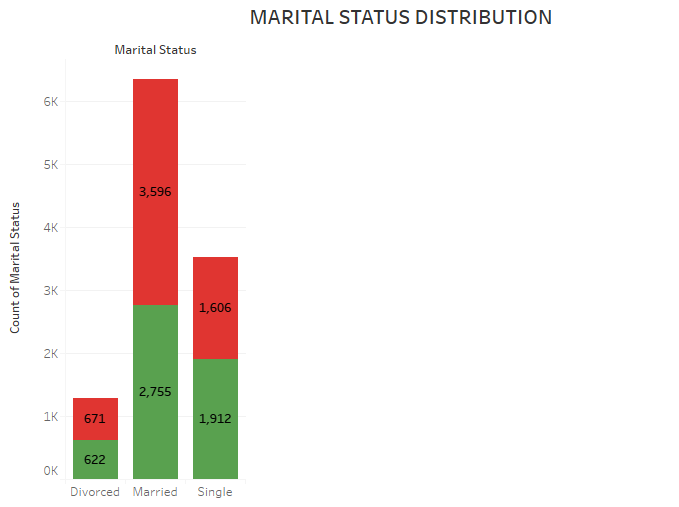 MARITAL STATUS DISTRIBUTION
Marital Status
Count of Marital Status
6K
5K
4K
3K
2K
1K
0K
3,596
1,606
2,755
1,912
671
622
Divorced Married Single